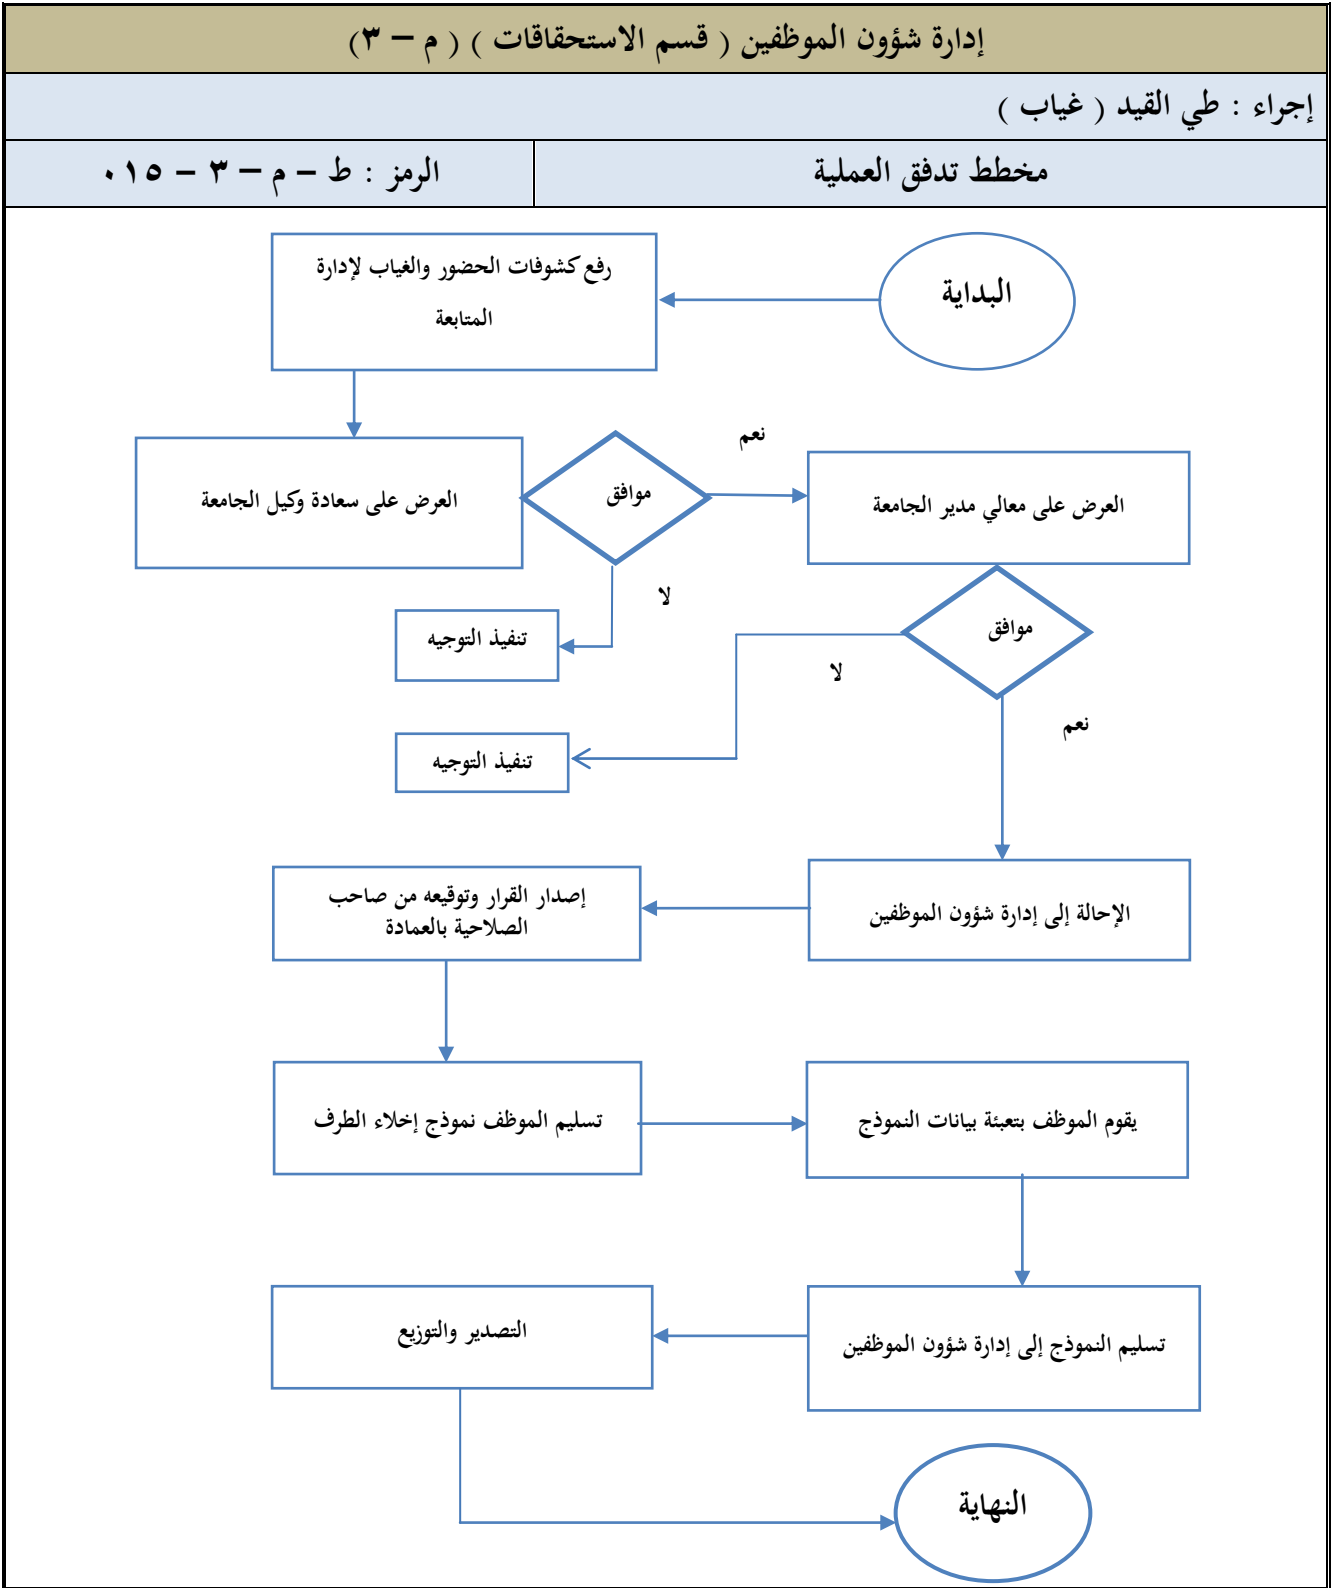 إدارة شؤون الموظفين ( قسم الاستحقاقات ) ( م – ٣)
إجراء : طي القيد ( غياب )
مخطط تدفق العملية
الرمز : ط – م – ٣ – ٠١٥
البداية
رفع كشوفات الحضور والغياب لإدارة
المتابعة
العرض على سعادة وكيل الجامعة
موافق
نعم
العرض على معالي مدير الجامعة
لا
تنفيذ التوجيه
موافق
لا
تنفيذ التوجيه
نعم
الإحالة إلى إدارة شؤون الموظفين
إصدار القرار وتوقيعه من صاحب
الصلاحية بالعمادة
تسليم الموظف نموذج إخلاء الطرف
يقوم الموظف بتعبئة بيانات النموذج
تسليم النموذج إلى إدارة شؤون الموظفين
التصدير والتوزيع
النهاية